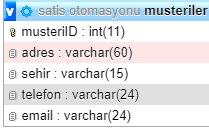 v satis otomasyonu musteriler
musteriID : int(11)
adres : varchar(60)
sehir : varchar(15)
telefon : varchar(24)
email : varchar(24)